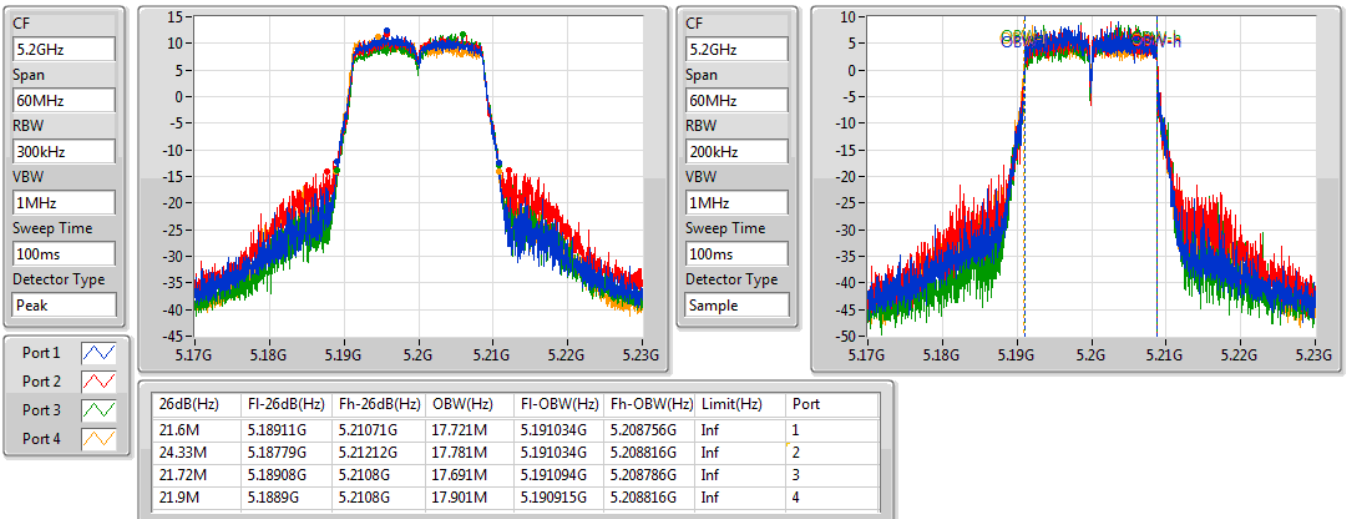 CF
5.2GHz
Span
60MHz
RBW
300kHz
VBW
1MHz
Sweep Time
100ms
Detector Type
Peak
15-
10-
5-
0-
-5-
-10-
-15-
-20-
-25-
-30-
-35-
-40-
-45-
5.17G 5.18G 5.19G 5.2G 5.21G 5.22G 5.23G
CF
5.2GHz
Span
60MHz
RBW
200kHz
VBW
1MHz
Sweep Time
100ms
Detector Type
Sample
10-
5-
0-
-5-
-10-
-15-
-20-
-25-
-30-
-35-
-40-
-45-
-50-
OBW-h
5.17G 5.18G 5.19G 5.2G 5.21G 5.22G 5.23G
Port 1
Port 2
Port 3
Port 4
26dB(Hz) Fl-26dB(Hz) Fh-26dB(Hz) OBW(Hz) Fl-OBW(Hz) Fh-OBW(Hz) Limit(Hz) Port
21.6M 5.18911G 5.21071G 17.721M 5.191034G 5.208756G Inf 1
24.33M 5.18779G 5.21212G 17.781M 5.191034G 5.208816G Inf 2
21.72M 5.18908G 5.2108G 17.691M 5.191094G 5.208786G Inf 3
21.9M 5.1889G 5.2108G 17.901M 5.190915G 5.208816G Inf 4